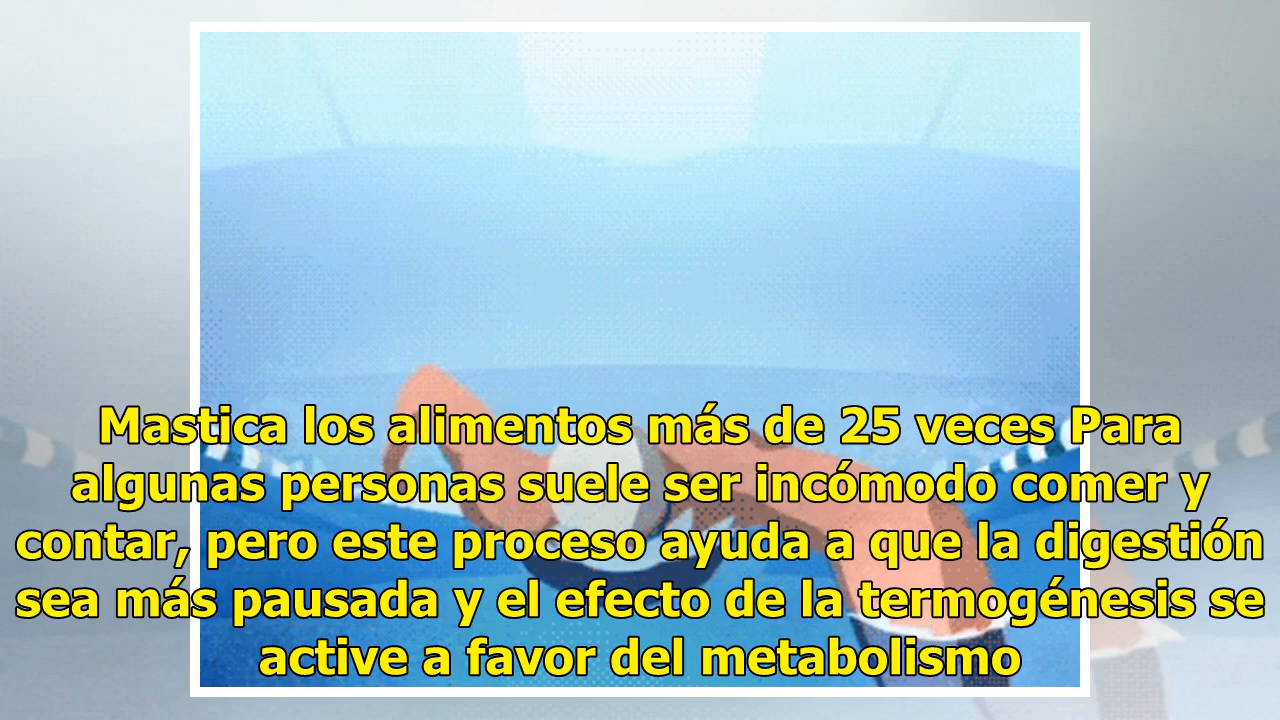 Mastica los alimentos más de 25 veces Para
algunas personas suele ser incómodo comer y
contar, pero este proceso ayuda a que la digestión
sea más pausada y el efecto de la termogénesis se
active a favor del metabolismo